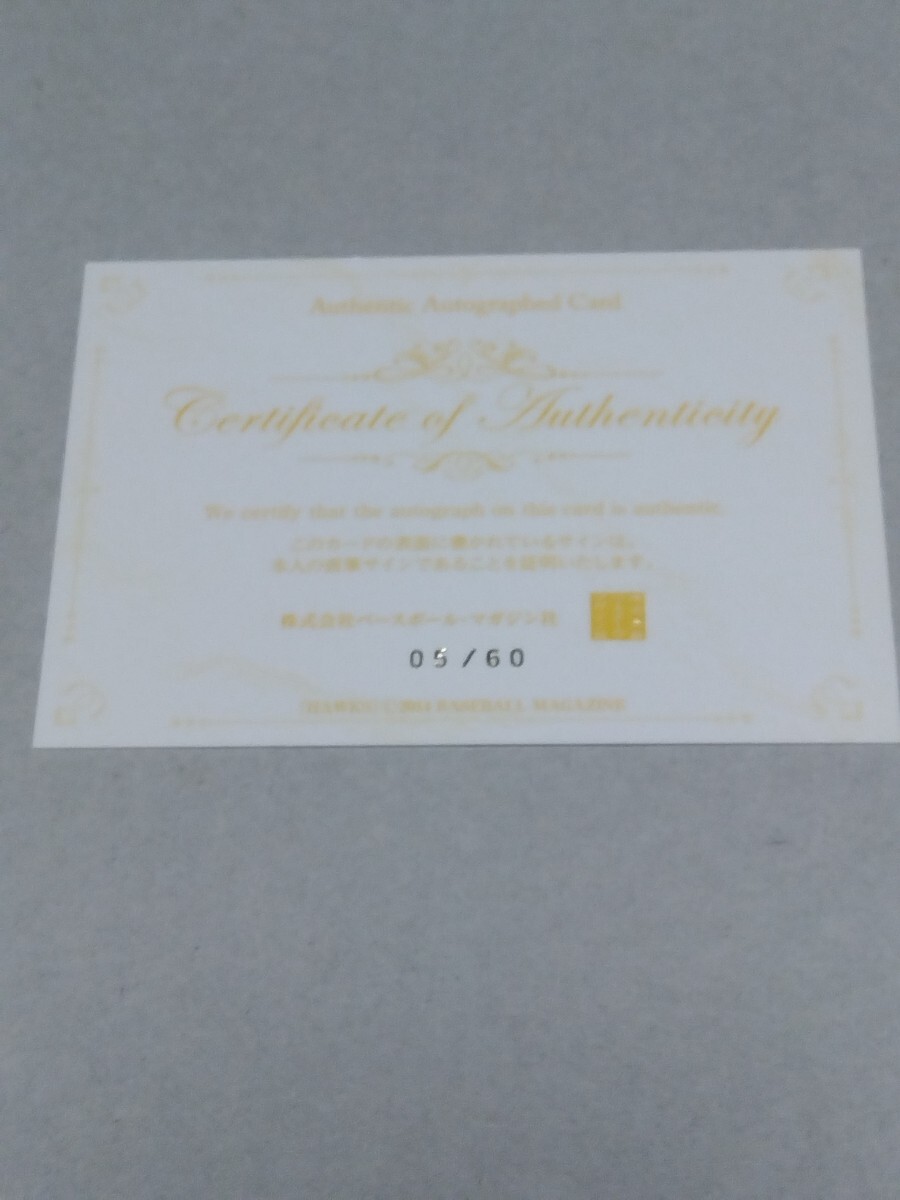 Authentic Autographed Card
Certificate of Authenticity
We certify that the autograph on this card is authentic.
このカードの表面に書かれているサインは、
本人の直筆サインであることを証明いたします。
株式会社ベースボール・マガジン社
05/60
BASEBALL MAGAZINE